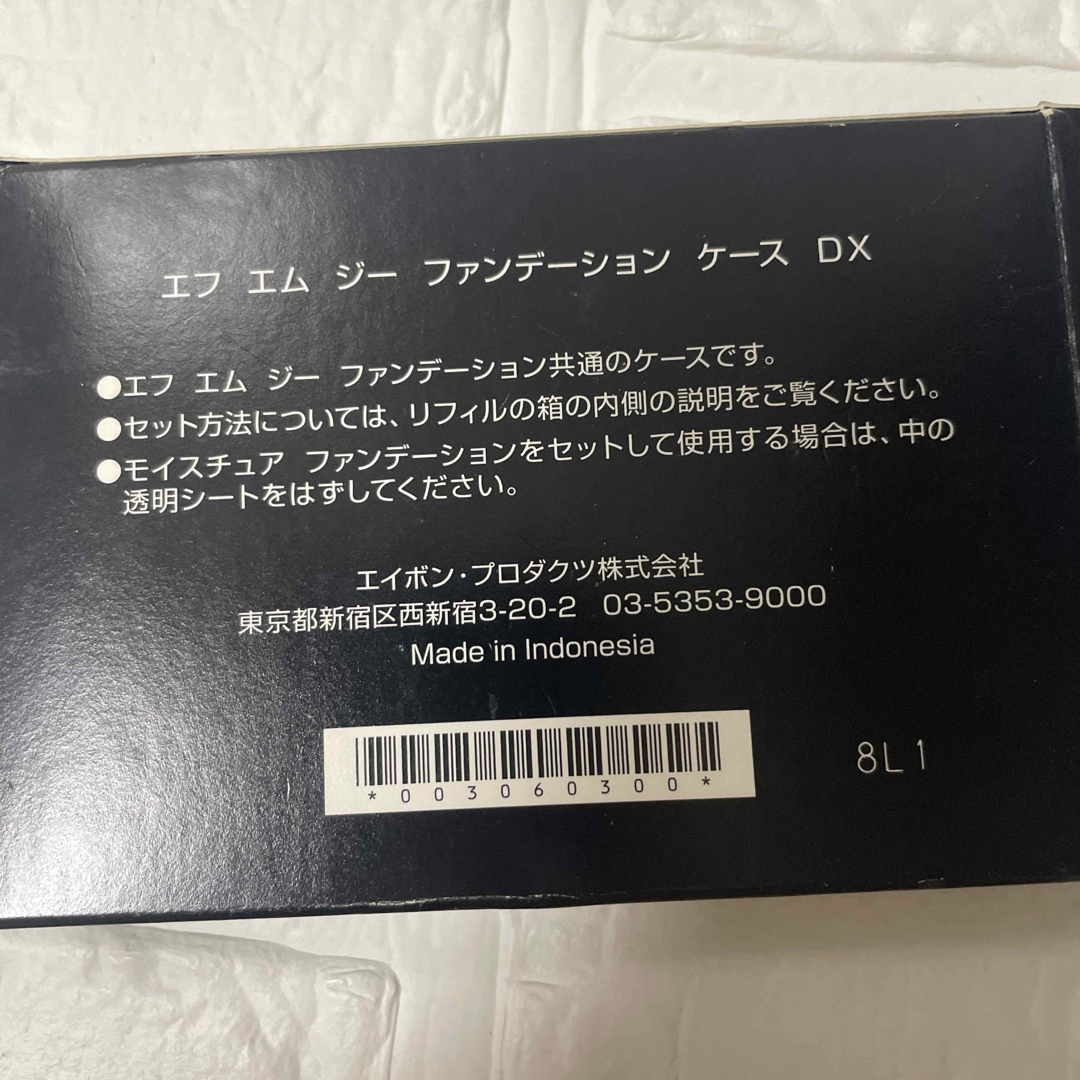 エフ エム ジー ファンデーション ケース DX
●エフ エム ジー ファンデーション共通のケースです。
●セット方法については、リフィルの箱の内側の説明をご覧ください。
●モイスチュア ファンデーションをセットして使用する場合は、中の
透明シートをはずしてください。
エイボン・プロダクツ株式会社
東京都新宿区西新宿3-20-2 03-5353-9000
Made in Indonesia
*003060300*
8L1